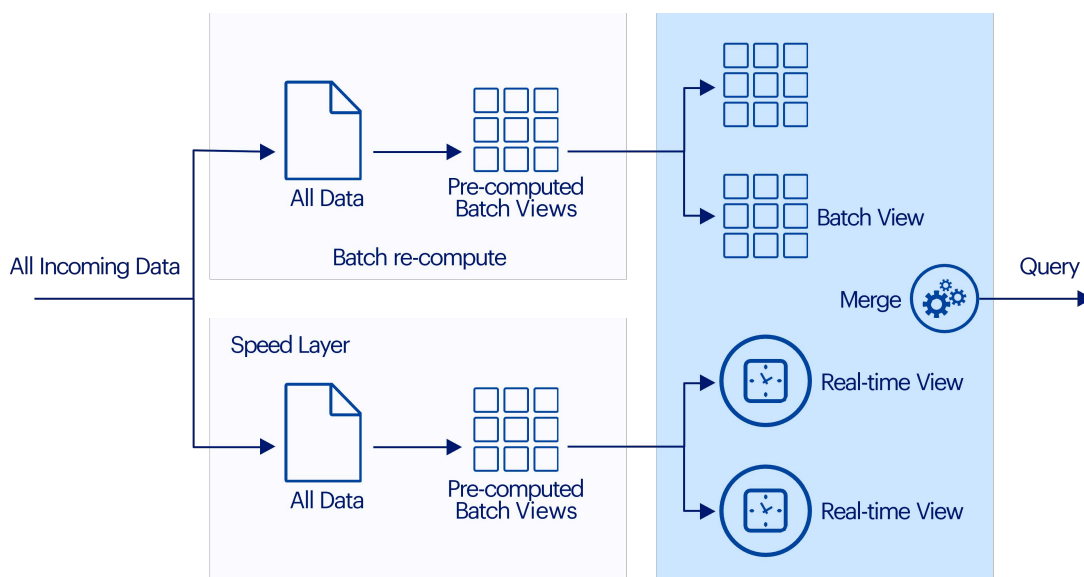 All Incoming Data
All Data
Pre-computed
Batch Views
Batch re-compute
Speed Layer
All Data
Pre-computed
Batch Views
Batch View
Merge
Real-time View
Real-time View
Query